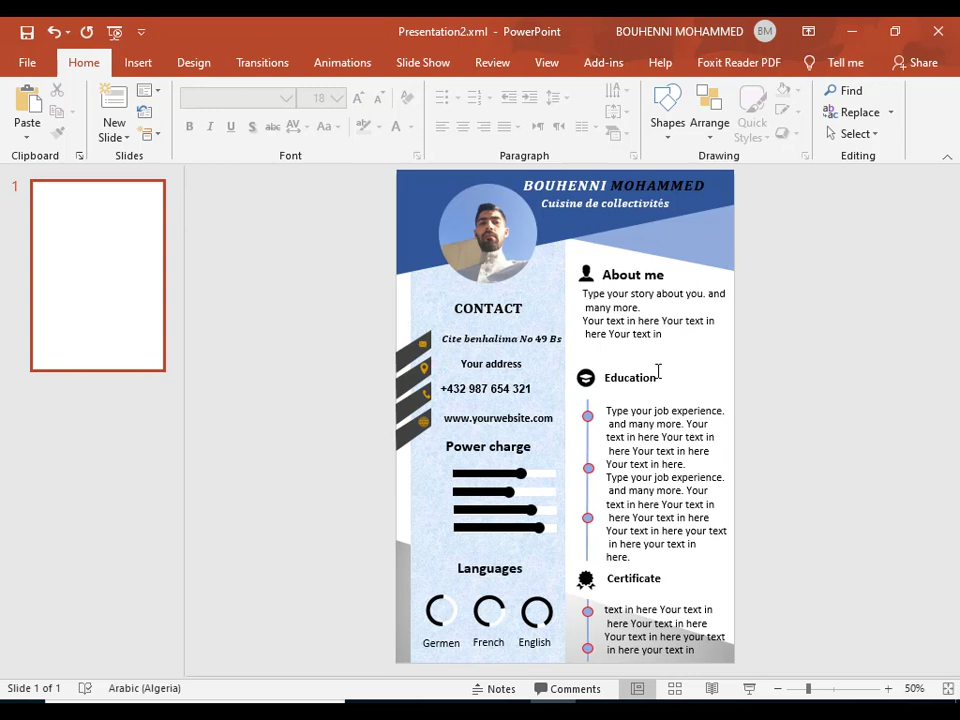 Presentation2.xml - PowerPoint
BOUHENNI MOHAMMED
BM
File Home Insert Design Transitions Animations Slide Show Review View Add-ins Help Foxit Reader PDF Tell me Share
Paste
New Slide
18
B I U S abc AV Aa A
Shapes Arrange Quick Styles
Find
Replace
Select
Clipboard Slides Font Paragraph Drawing Editing
1
BOUHENNI MOHAMMED
Cuisine de collectivités
CONTACT
Cite benhalima No 49 Bs
Your address
+432 987 654 321
www.yourwebsite.com
Power charge
Languages
Germen French English
About me
Type your story about you. and
many more.
Your text in here Your text in
here Your text in
Education
Type your job experience.
and many more. Your
text in here Your text in
here Your text in here
Your text in here.
Type your job experience.
and many more. Your
text in here Your text in
here Your text in here
Your text in here your text
in here your text in
here.
Certificate
text in here Your text in
here Your text in here
Your text in here your text
in here your text in
Slide 1 of 1 Arabic (Algeria) Notes Comments 50%